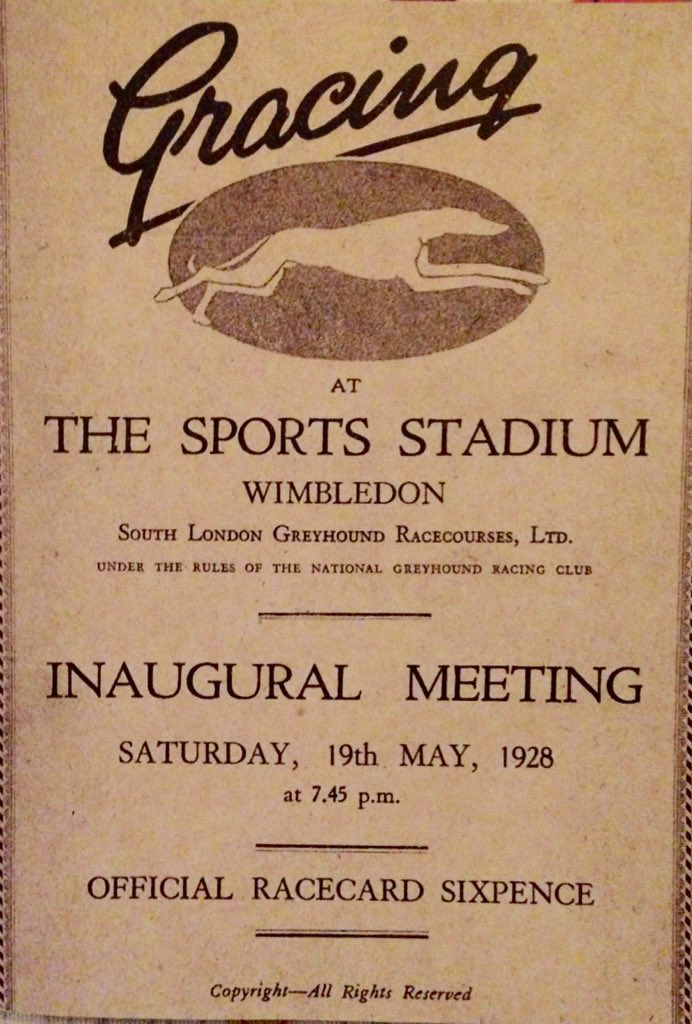 Gracing
AT
THE SPORTS STADIUM
WIMBLEDON
SOUTH LONDON GREYHOUND RACECOURSES, LTD.
UNDER THE RULES OF THE NATIONAL GREYHOUND RACING CLUB
INAUGURAL MEETING
SATURDAY, 19th MAY, 1928
at 7.45 p.m.
OFFICIAL RACECARD SIXPENCE
Copyright—All Rights Reserved